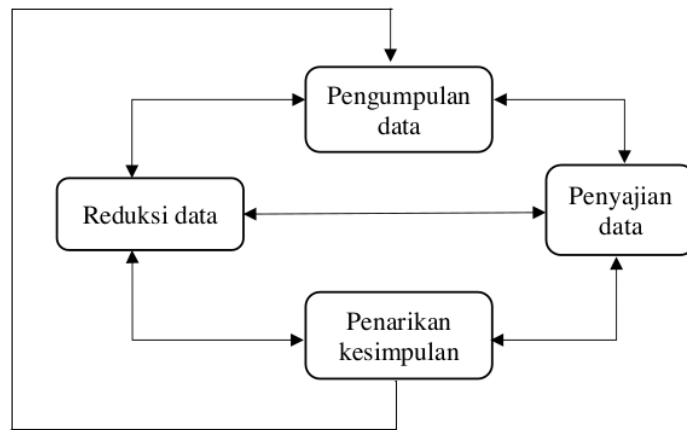 Pengumpulan
data
Reduksi data
Penyajian
data
Penarikan
kesimpulan